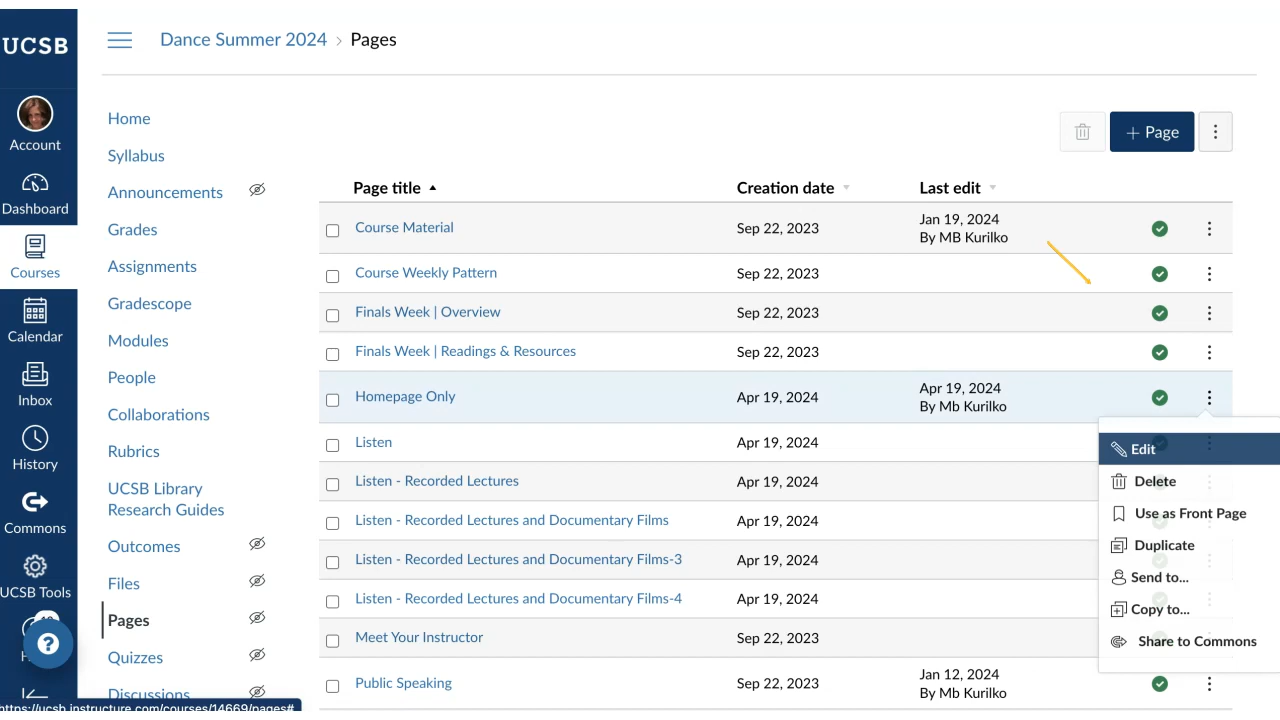 UCSB
Dance Summer 2024 › Pages
Account
Dashboard
Courses
Calendar
Inbox
History
Commons
UCSB Tools
Home
Syllabus
Announcements
Grades
Assignments
Gradescope
Modules
People
Collaborations
Rubrics
UCSB Library
Research Guides
Outcomes
Files
Pages
Quizzes
Discussions
+ Page
Page title Creation date Last edit
Course Material Sep 22, 2023 Jan 19, 2024
By MB Kurilko
Course Weekly Pattern Sep 22, 2023
Finals Week | Overview Sep 22, 2023
Finals Week | Readings & Resources Sep 22, 2023
Homepage Only Apr 19, 2024 Apr 19, 2024
By Mb Kurilko
Listen Apr 19, 2024
Listen - Recorded Lectures Apr 19, 2024
Listen - Recorded Lectures and Documentary Films Apr 19, 2024
Listen - Recorded Lectures and Documentary Films-3 Apr 19, 2024
Listen - Recorded Lectures and Documentary Films-4 Apr 19, 2024
Meet Your Instructor Sep 22, 2023
Public Speaking Sep 22, 2023 Jan 12, 2024
By Mb Kurilko
Edit
Delete
Use as Front Page
Duplicate
Send to...
Copy to...
Share to Commons
?
https://ucsb.instructure.com/courses/14669/pages#